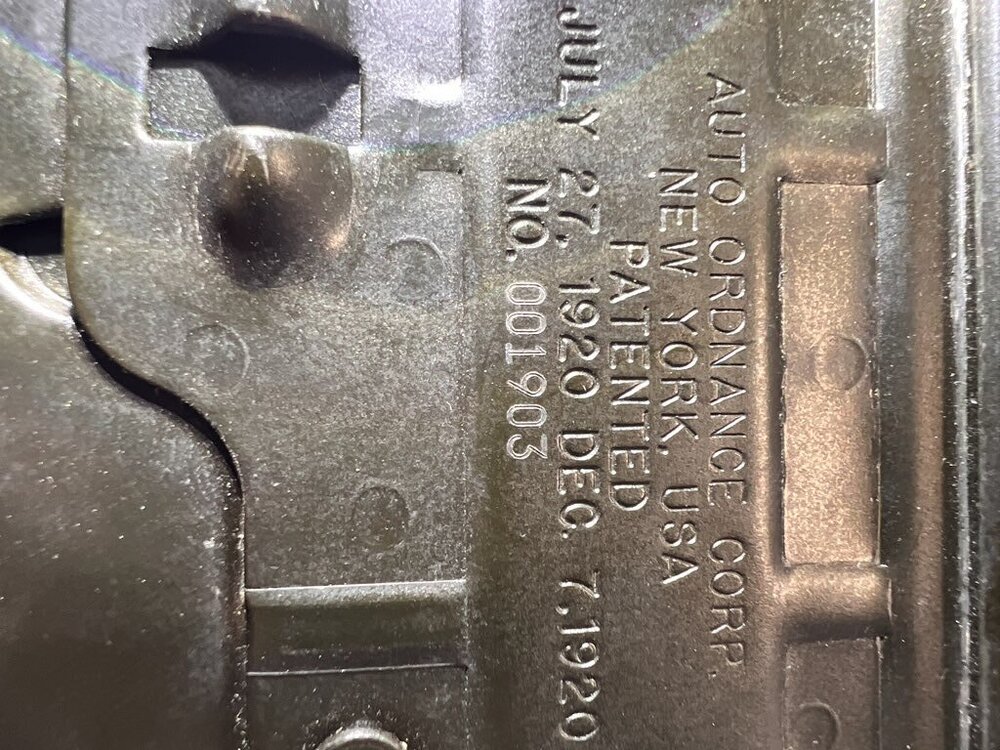 AUTO ORDNANCE CORP.
NEW YORK, USA
PATENTED
JULY 27, 1920 DEC. 7,1920
NO. 001903